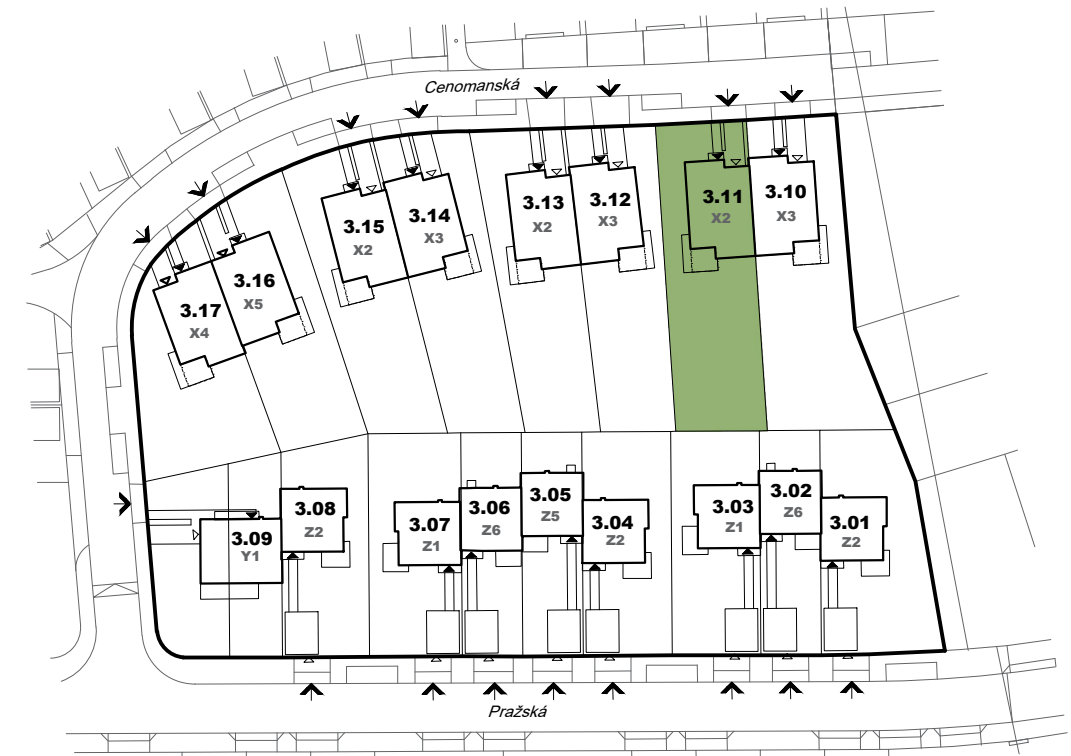 Cenomanská
3.11
X2
3.10
X3
3.13
X2
3.12
X3
3.15
X2
3.14
X3
3.16
X5
3.17
X4
3.09
Y1
3.08
Z2
3.07
Z1
3.06
Z6
3.05
Z5
3.04
Z2
3.03
Z1
3.02
Z6
3.01
Z2
Pražská